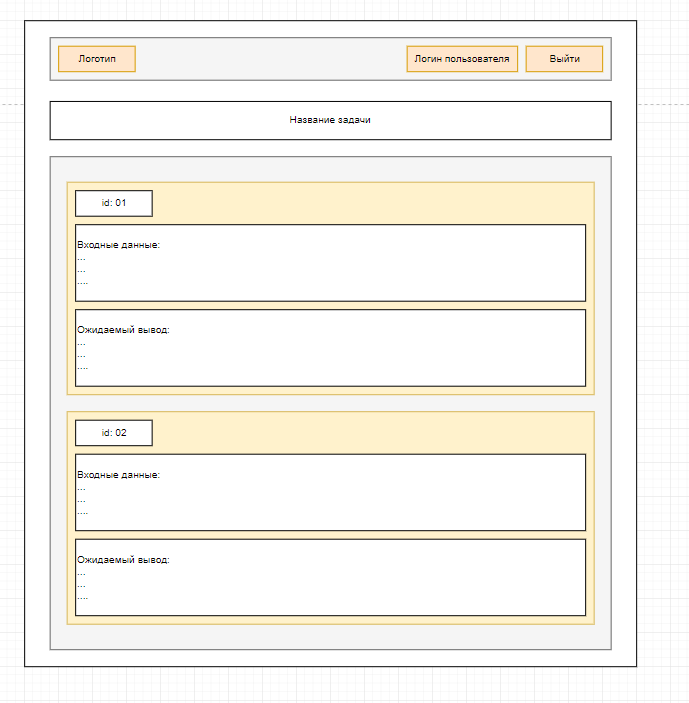 Логотип
Логин пользователя
Выйти
Название задачи
id: 01
Входные данные:
...
...
....
Ожидаемый вывод:
...
...
....
id: 02
Входные данные:
...
...
....
Ожидаемый вывод:
...
...
....